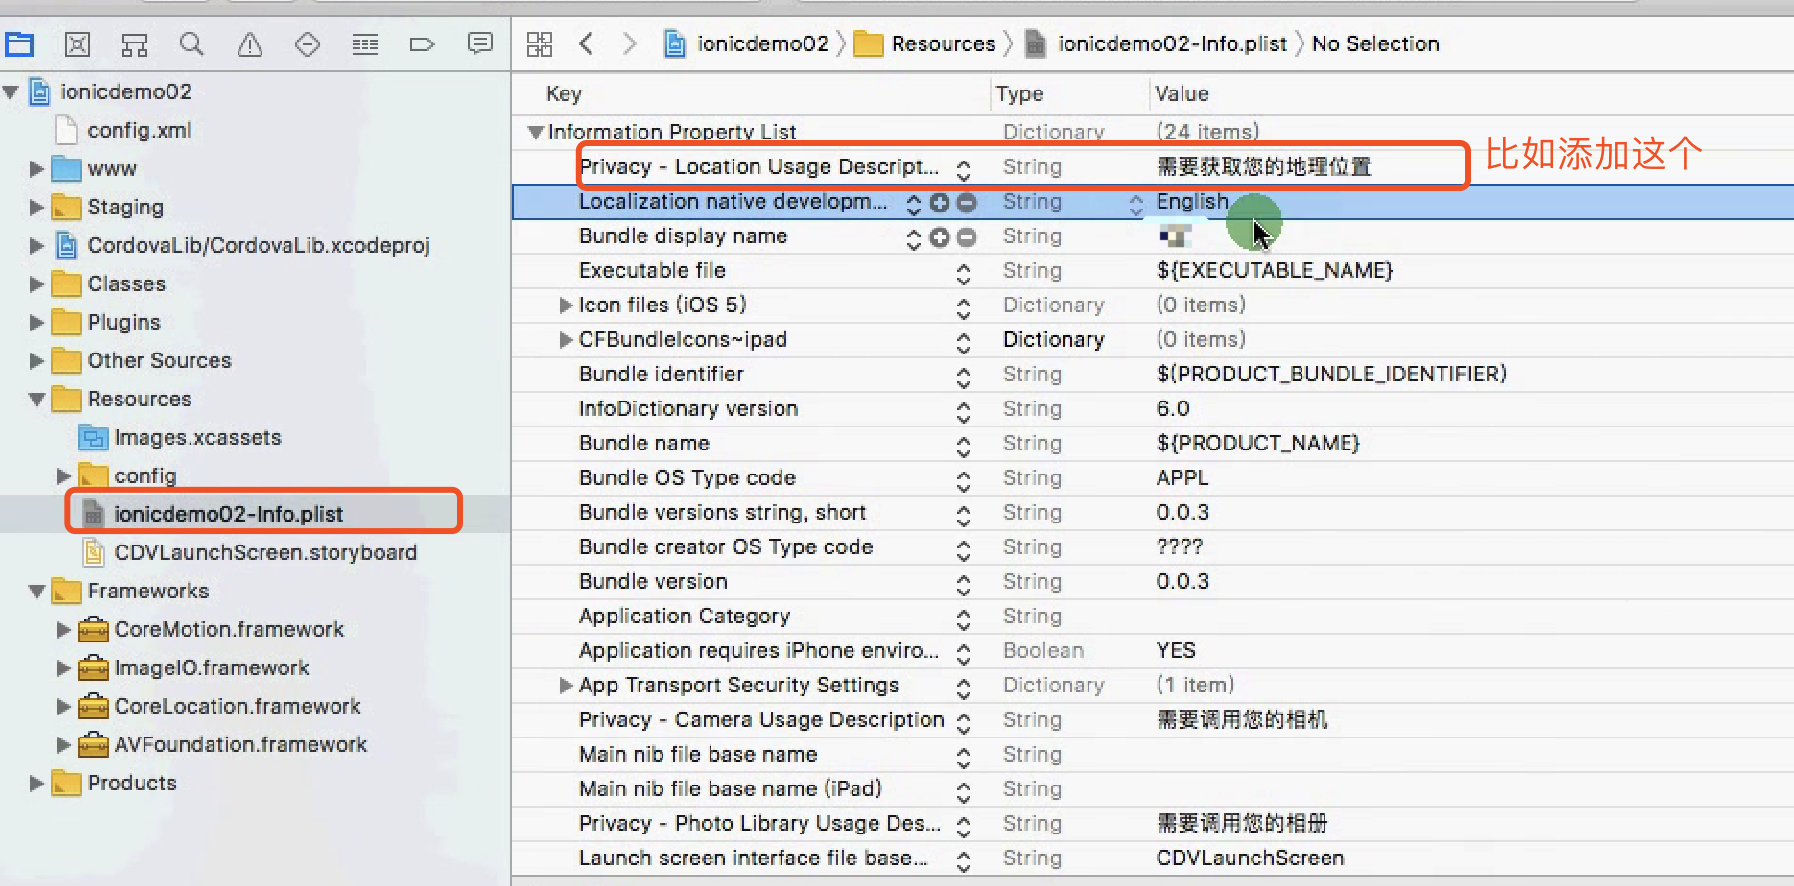 ionicdemo02 〉 Resources 〉 ionicdemo02-Info.plist 〉 No Selection
ionicdemo02
config.xml
www
Staging
CordovaLib/CordovaLib.xcodeproj
Classes
Plugins
Other Sources
Resources
Images.xcassets
config
ionicdemo02-Info.plist
CDVLaunchScreen.storyboard
Frameworks
CoreMotion.framework
ImageIO.framework
CoreLocation.framework
AVFoundation.framework
Products
Key Type Value
Information Property List Dictionary (24 items)
Privacy - Location Usage Descript... String 需要获取您的地理位置
比如添加这个
Localization native developm... String English
Bundle display name String
Executable file String ${EXECUTABLE_NAME}
Icon files (iOS 5) Dictionary (0 items)
CFBundleIcons~ipad Dictionary (0 items)
Bundle identifier String $(PRODUCT_BUNDLE_IDENTIFIER)
InfoDictionary version String 6.0
Bundle name String ${PRODUCT_NAME}
Bundle OS Type code String APPL
Bundle versions string, short String 0.0.3
Bundle creator OS Type code String ????
Bundle version String 0.0.3
Application Category String
Application requires iPhone enviro... Boolean YES
App Transport Security Settings Dictionary (1 item)
Privacy - Camera Usage Description String 需要调用您的相机
Main nib file base name String
Main nib file base name (iPad) String
Privacy - Photo Library Usage Des... String 需要调用您的相册
Launch screen interface file base... String CDVLaunchScreen